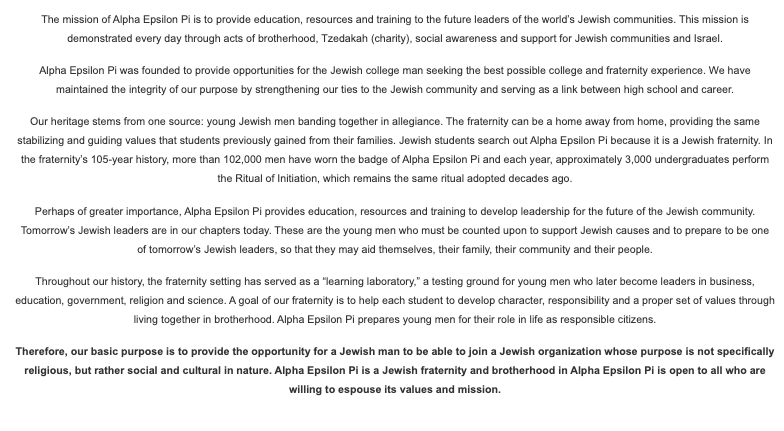 The mission of Alpha Epsilon Pi is to provide education, resources and training to the future leaders of the world's Jewish communities. This mission is
demonstrated every day through acts of brotherhood, Tzedakah (charity), social awareness and support for Jewish communities and Israel.
Alpha Epsilon Pi was founded to provide opportunities for the Jewish college man seeking the best possible college and fraternity experience. We have
maintained the integrity of our purpose by strengthening our ties to the Jewish community and serving as a link between high school and career.
Our heritage stems from one source: young Jewish men banding together in allegiance. The fraternity can be a home away from home, providing the same
stabilizing and guiding values that students previously gained from their families. Jewish students search out Alpha Epsilon Pi because it is a Jewish fraternity. In
the fraternity's 105-year history, more than 102,000 men have worn the badge of Alpha Epsilon Pi and each year, approximately 3,000 undergraduates perform
the Ritual of Initiation, which remains the same ritual adopted decades ago.
Perhaps of greater importance, Alpha Epsilon Pi provides education, resources and training to develop leadership for the future of the Jewish community.
Tomorrow's Jewish leaders are in our chapters today. These are the young men who must be counted upon to support Jewish causes and to prepare to be one
of tomorrow's Jewish leaders, so that they may aid themselves, their family, their community and their people.
Throughout our history, the fraternity setting has served as a “learning laboratory,” a testing ground for young men who later become leaders in business,
education, government, religion and science. A goal of our fraternity is to help each student to develop character, responsibility and a proper set of values through
living together in brotherhood. Alpha Epsilon Pi prepares young men for their role in life as responsible citizens.
Therefore, our basic purpose is to provide the opportunity for a Jewish man to be able to join a Jewish organization whose purpose is not specifically
religious, but rather social and cultural in nature. Alpha Epsilon Pi is a Jewish fraternity and brotherhood in Alpha Epsilon Pi is open to all who are
willing to espouse its values and mission.